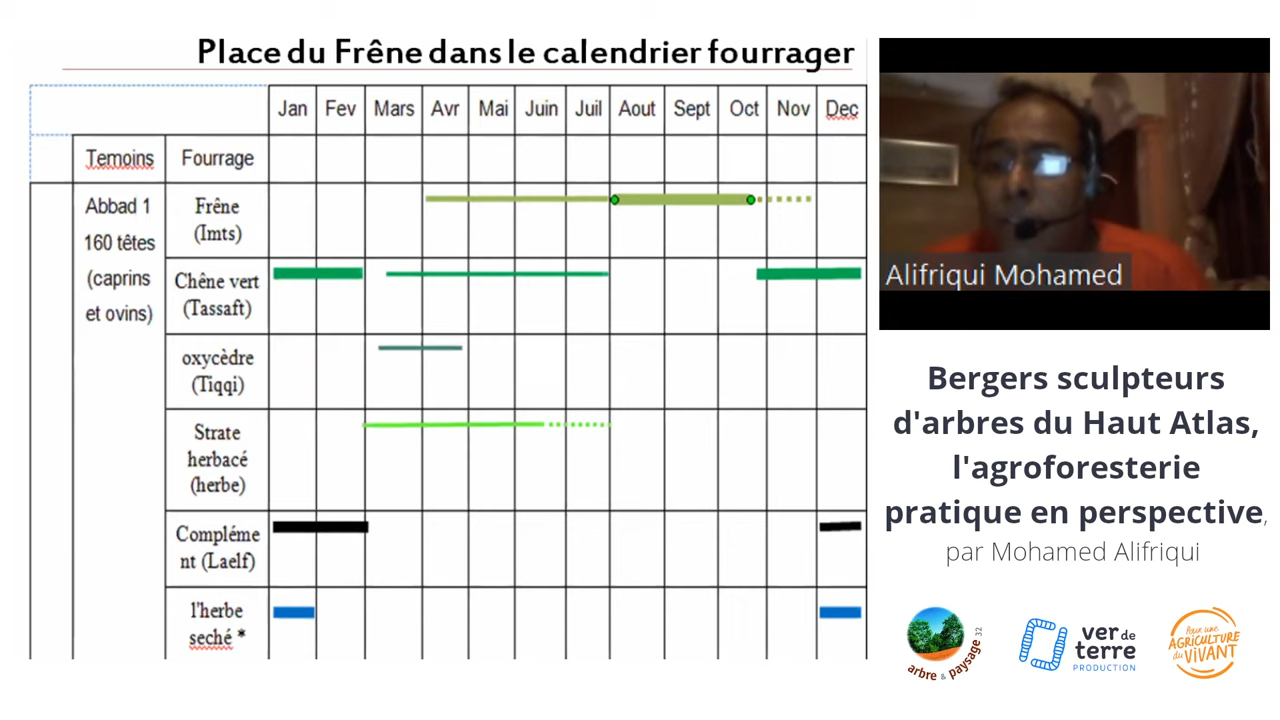 Place du Frêne dans le calendrier fourrager
Jan Fev Mars Avr Mai Juin Juil Aout Sept Oct Nov Dec
Temoins Fourrage
Abbad 1
160 têtes
(caprins
et ovins)
Frêne
(Imts)
Chêne vert
(Tassaft)
oxycèdre
(Tiqqi)
Strate
herbacé
(herbe)
Compléme
nt (Laelf)
l'herbe
seché *
Alifriqui Mohamed
Bergers sculpteurs
d'arbres du Haut Atlas,
l'agroforesterie
pratique en perspective,
par Mohamed Alifriqui
arbre & paysage 32
ver de
terre
PRODUCTION
Pour une
AGRICULTURE
du VIVANT